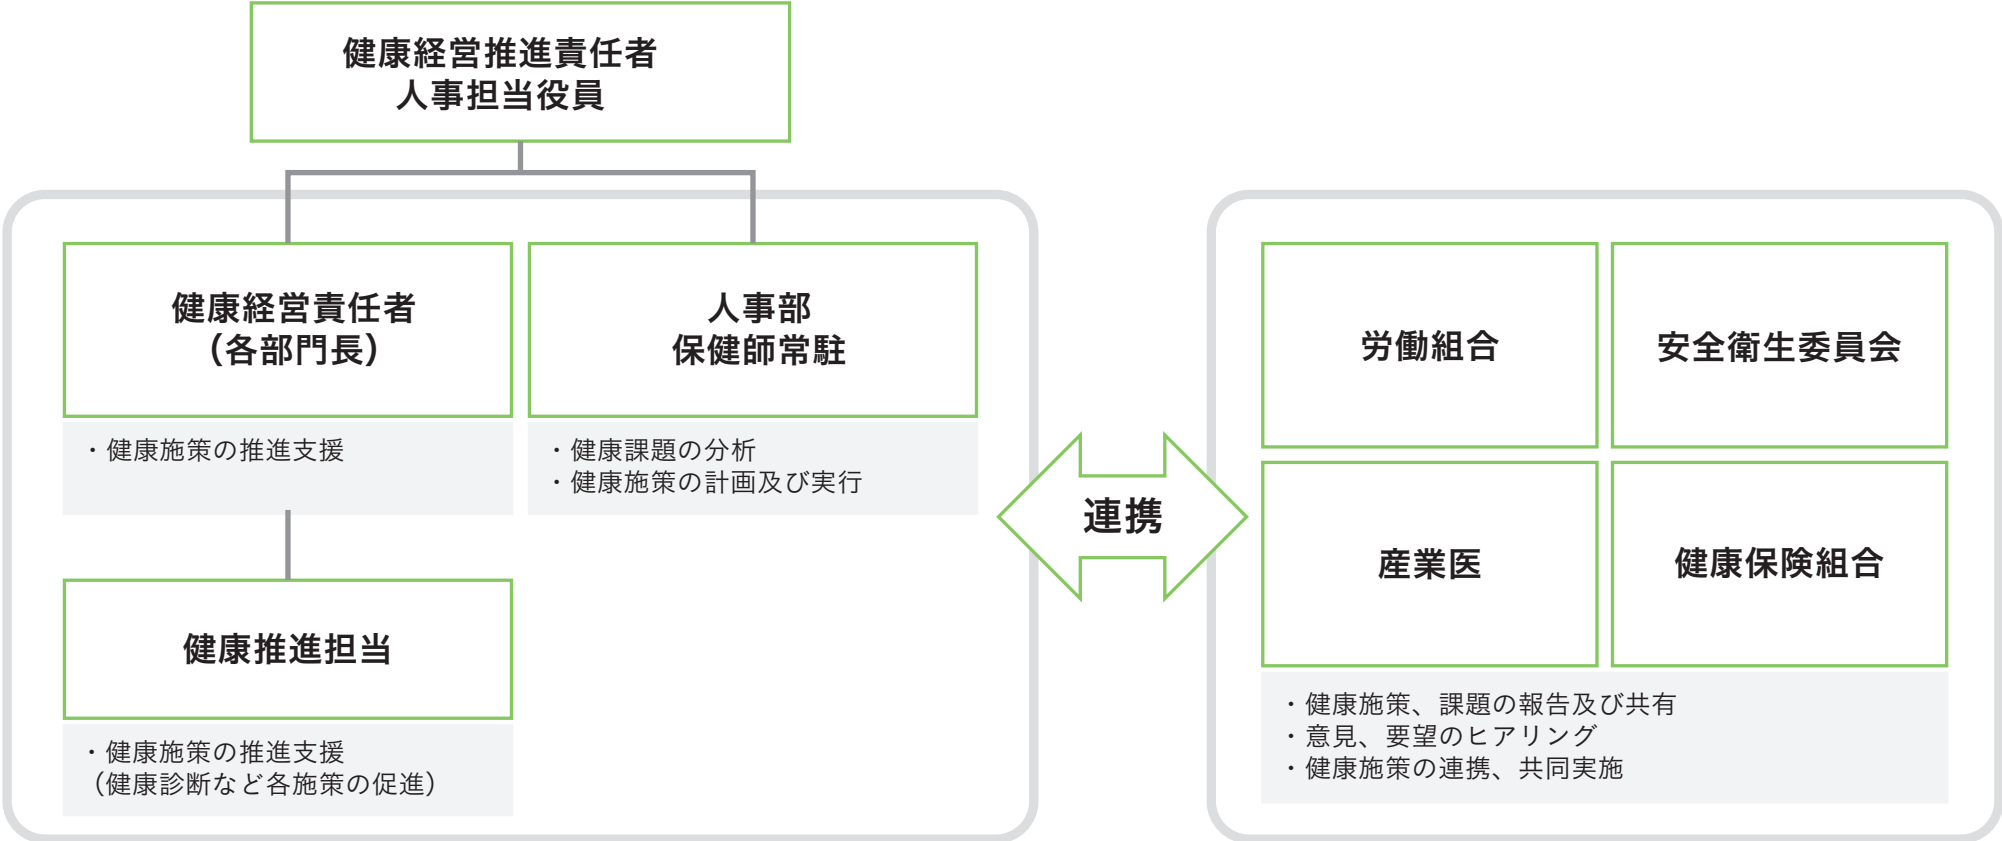 健康経営推進責任者
人事担当役員
健康経営責任者
（各部門長）
・健康施策の推進支援
人事部
保健師常駐
・健康課題の分析
・健康施策の計画及び実行
健康推進担当
・健康施策の推進支援
（健康診断など各施策の促進）
連携
労働組合
安全衛生委員会
産業医
健康保険組合
・健康施策、課題の報告及び共有
・意見、要望のヒアリング
・健康施策の連携、共同実施